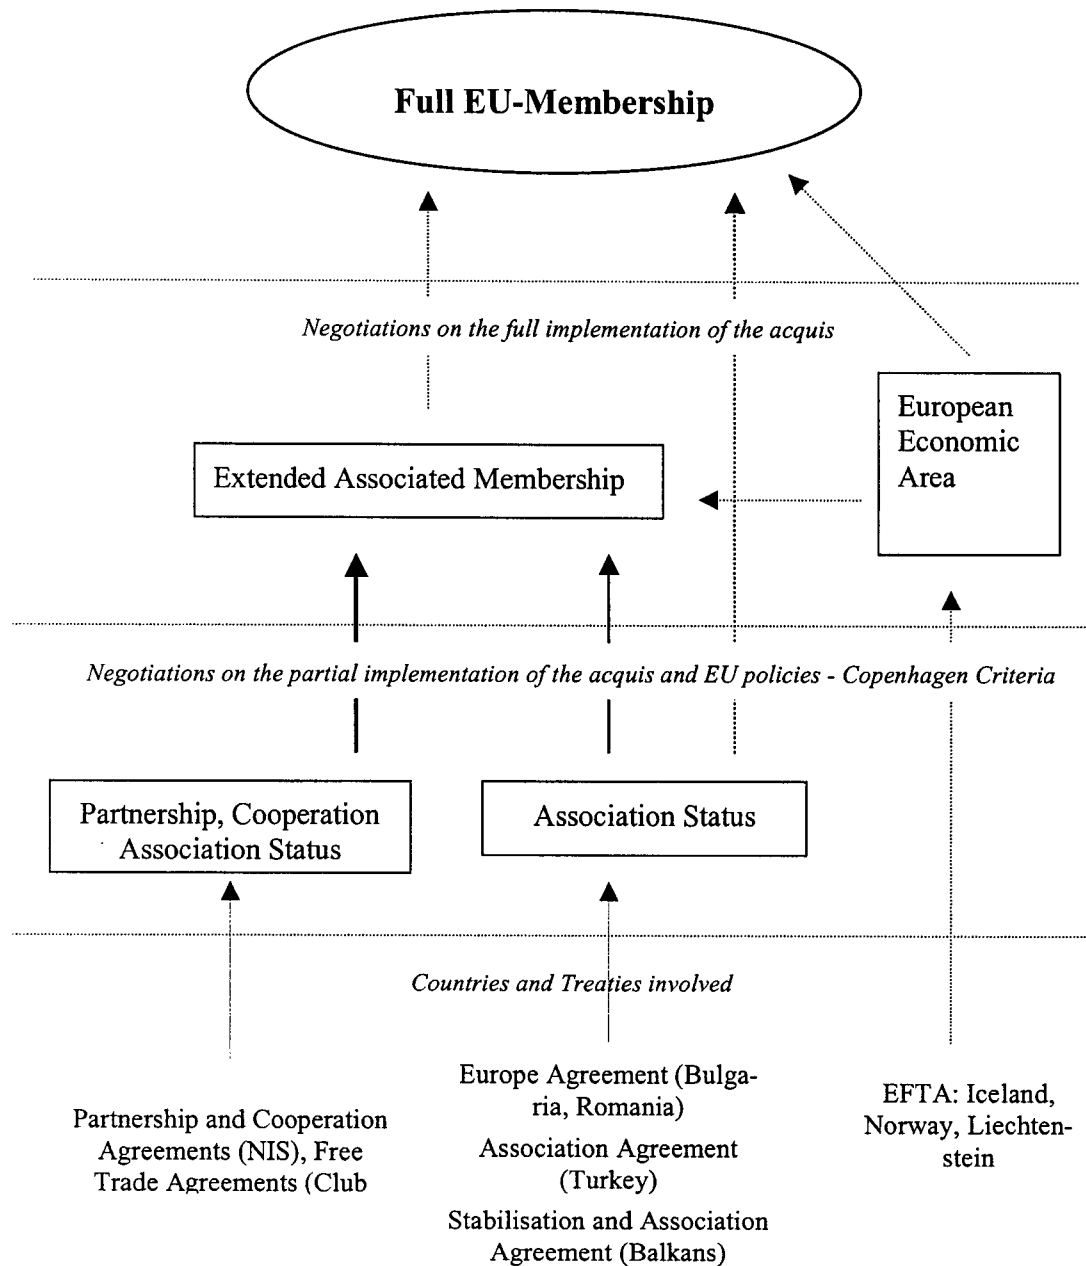 Full EU-Membership
Negotiations on the full implementation of the acquis
European
Economic
Area
Extended Associated Membership
Negotiations on the partial implementation of the acquis and EU policies - Copenhagen Criteria
Partnership, Cooperation
Association Status
Association Status
Countries and Treaties involved
Partnership and Cooperation
Agreements (NIS), Free
Trade Agreements (Club
Europe Agreement (Bulga-
ria, Romania)
Association Agreement
(Turkey)
Stabilisation and Association
Agreement (Balkans)
EFTA: Iceland,
Norway, Liechten-
stein